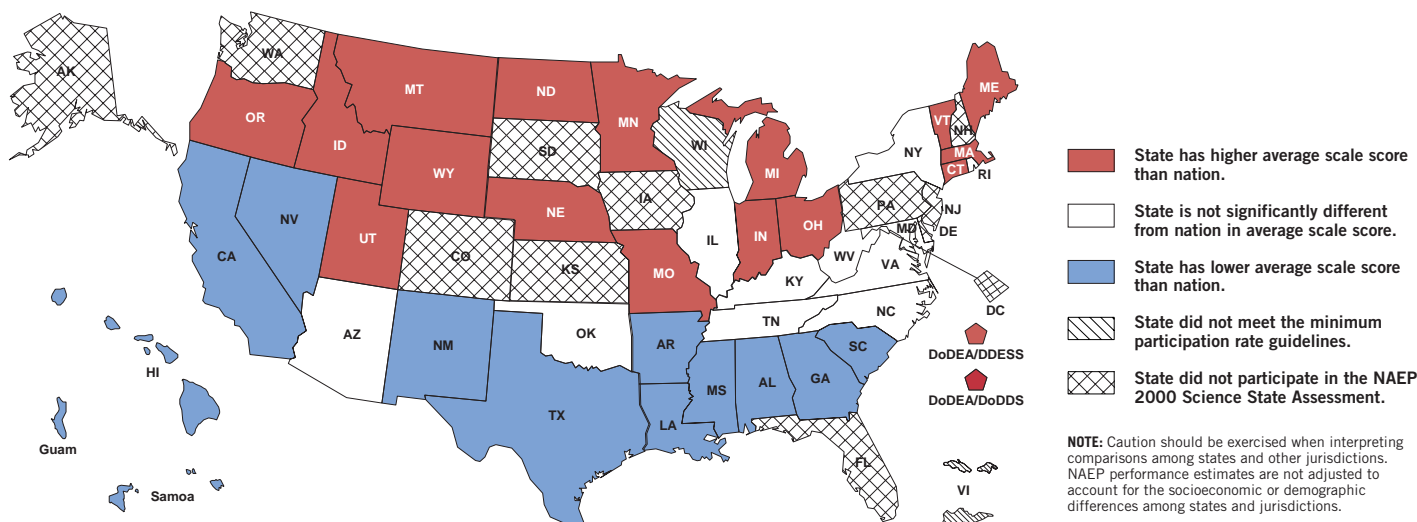 WA
AK
MT
ND
ME
OR
MN
VT
NH
ID
SD
WI
NY
MA
WY
MI
CT
RI
IA
PA
NE
NJ
NV
OH
IL
IN
MD
DE
UT
CO
WV
CA
KS
MO
VA
KY
NC
DC
TN
AZ
OK
NM
AR
SC
DoDEA/DDESS
HI
MS
AL
GA
DoDEA/DoDDS
TX
LA
Guam
FL
VI
Samoa
State has higher average scale score
than nation.
State is not significantly different
from nation in average scale score.
State has lower average scale score
than nation.
State did not meet the minimum
participation rate guidelines.
State did not participate in the NAEP
2000 Science State Assessment.
NOTE: Caution should be exercised when interpreting
comparisons among states and other jurisdictions.
NAEP performance estimates are not adjusted to
account for the socioeconomic or demographic
differences among states and jurisdictions.